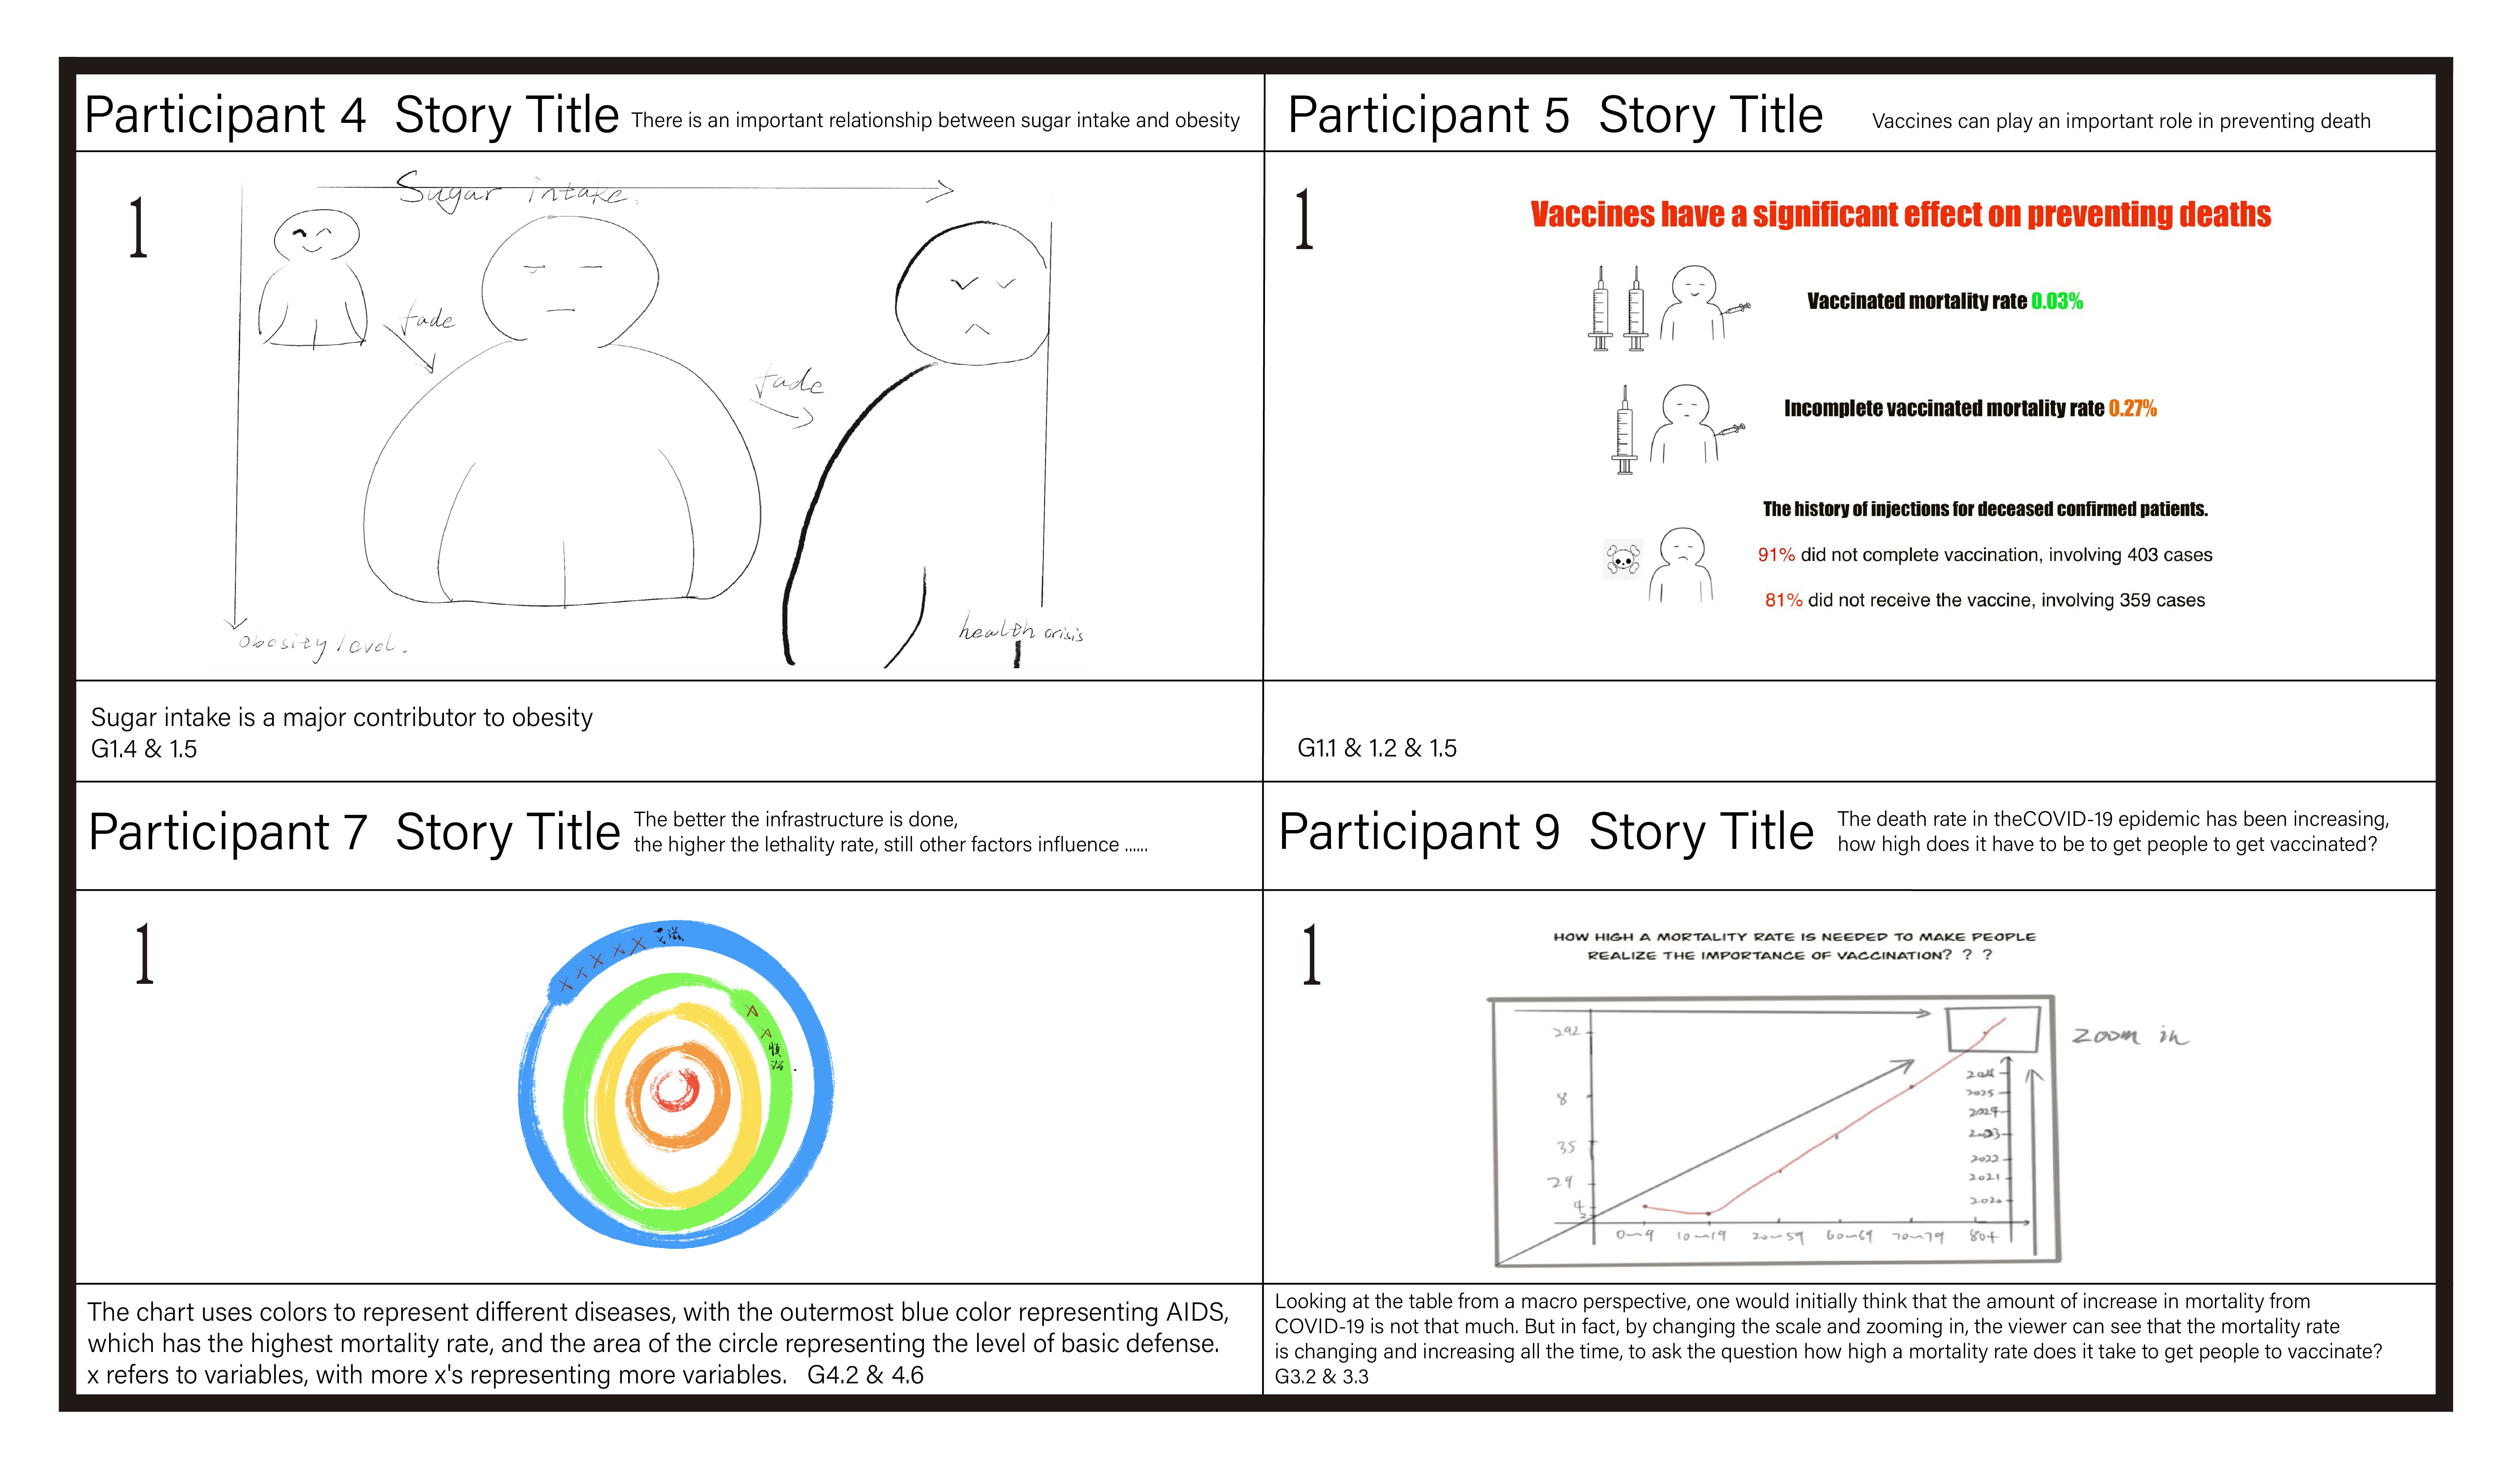 Participant 4 Story Title There is an important relationship between sugar intake and obesity
1
Sugar intake.
fade
fade
obesity level.
health crisis
Sugar intake is a major contributor to obesity
G1.4 & 1.5
Participant 5 Story Title Vaccines can play an important role in preventing death
1
Vaccines have a significant effect on preventing deaths
Vaccinated mortality rate 0.03%
Incomplete vaccinated mortality rate 0.27%
The history of injections for deceased confirmed patients.
91% did not complete vaccination, involving 403 cases
81% did not receive the vaccine, involving 359 cases
G1.1 & 1.2 & 1.5
Participant 7 Story Title
The better the infrastructure is done,
the higher the lethality rate, still other factors influence ......
1
x x x x x
x x
The chart uses colors to represent different diseases, with the outermost blue color representing AIDS,
which has the highest mortality rate, and the area of the circle representing the level of basic defense.
x refers to variables, with more x's representing more variables. G4.2 & 4.6
Participant 9 Story Title
The death rate in theCOVID-19 epidemic has been increasing,
how high does it have to be to get people to get vaccinated?
1
HOW HIGH A MORTALITY RATE IS NEEDED TO MAKE PEOPLE
REALIZE THE IMPORTANCE OF VACCINATION? ? ?
zoom in
292
8
35
29
4
2
2026
2025
2024
2023
2022
2021
2020
0~9 10~19 20~59 60~69 70~79 80+
Looking at the table from a macro perspective, one would initially think that the amount of increase in mortality from
COVID-19 is not that much. But in fact, by changing the scale and zooming in, the viewer can see that the mortality rate
is changing and increasing all the time, to ask the question how high a mortality rate does it take to get people to vaccinate?
G3.2 & 3.3